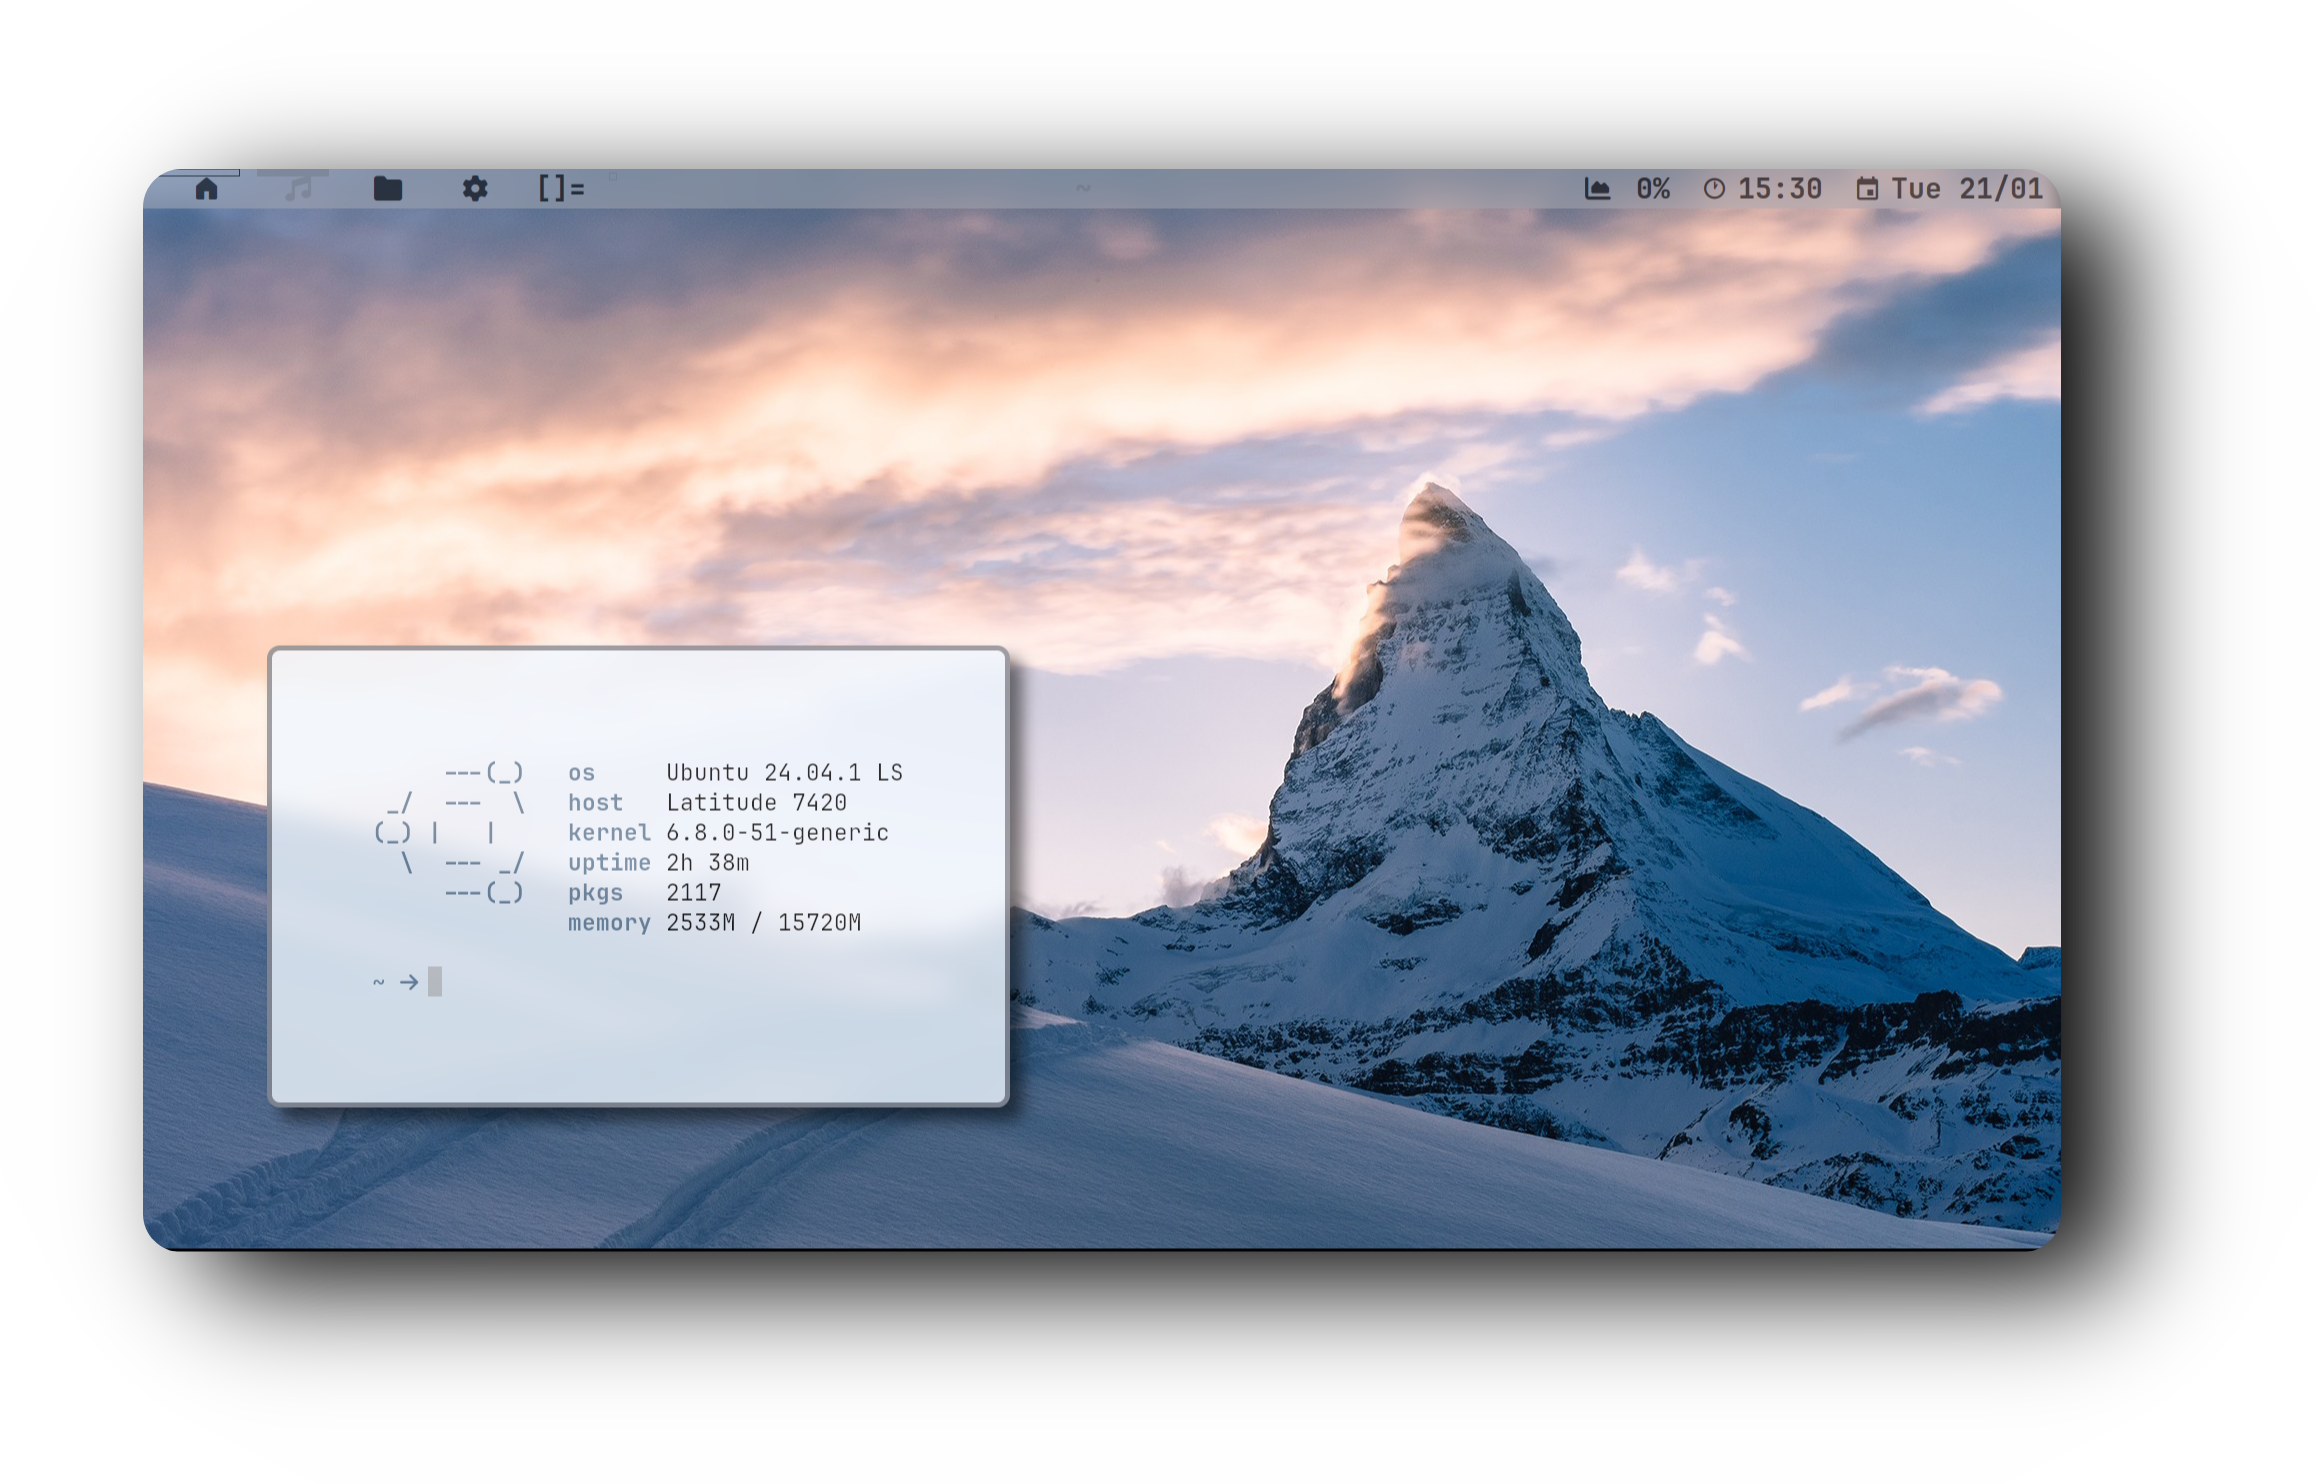 []= ~ 0% 15:30 Tue 21/01
---(_) os Ubuntu 24.04.1 LS
_/ --- \ host Latitude 7420
(_) | | kernel 6.8.0-51-generic
\ --- _/ uptime 2h 38m
---(_) pkgs 2117
memory 2533M / 15720M
~ →